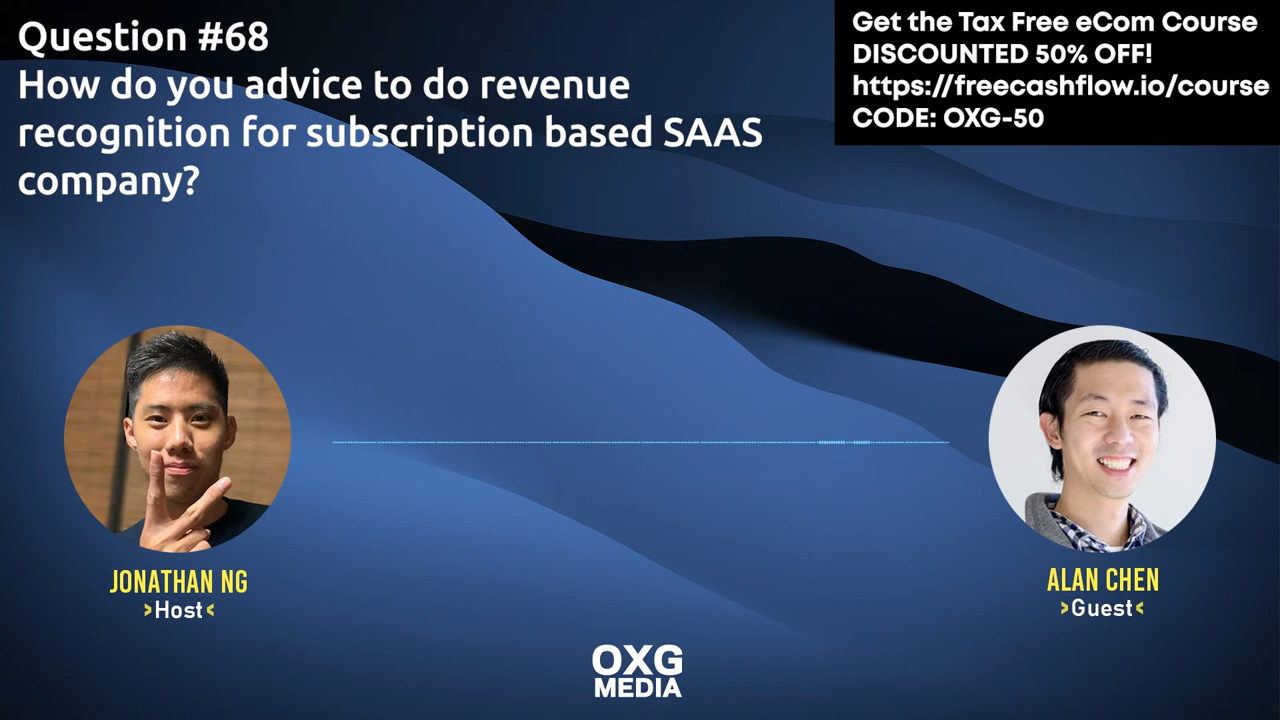 Question #68
How do you advice to do revenue
recognition for subscription based SAAS
company?
Get the Tax Free eCom Course
DISCOUNTED 50% OFF!
https://freecashflow.io/course
CODE: OXG-50
JONATHAN NG
>Host<
ALAN CHEN
>Guest<
OXG
MEDIA